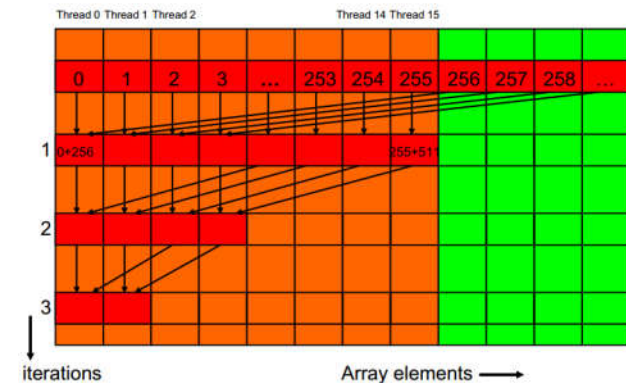 Thread 0 Thread 1 Thread 2 Thread 14 Thread 15
0 1 2 3 ... 253 254 255 256 257 258 ...
1 0+256 255+511
2
3
iterations Array elements